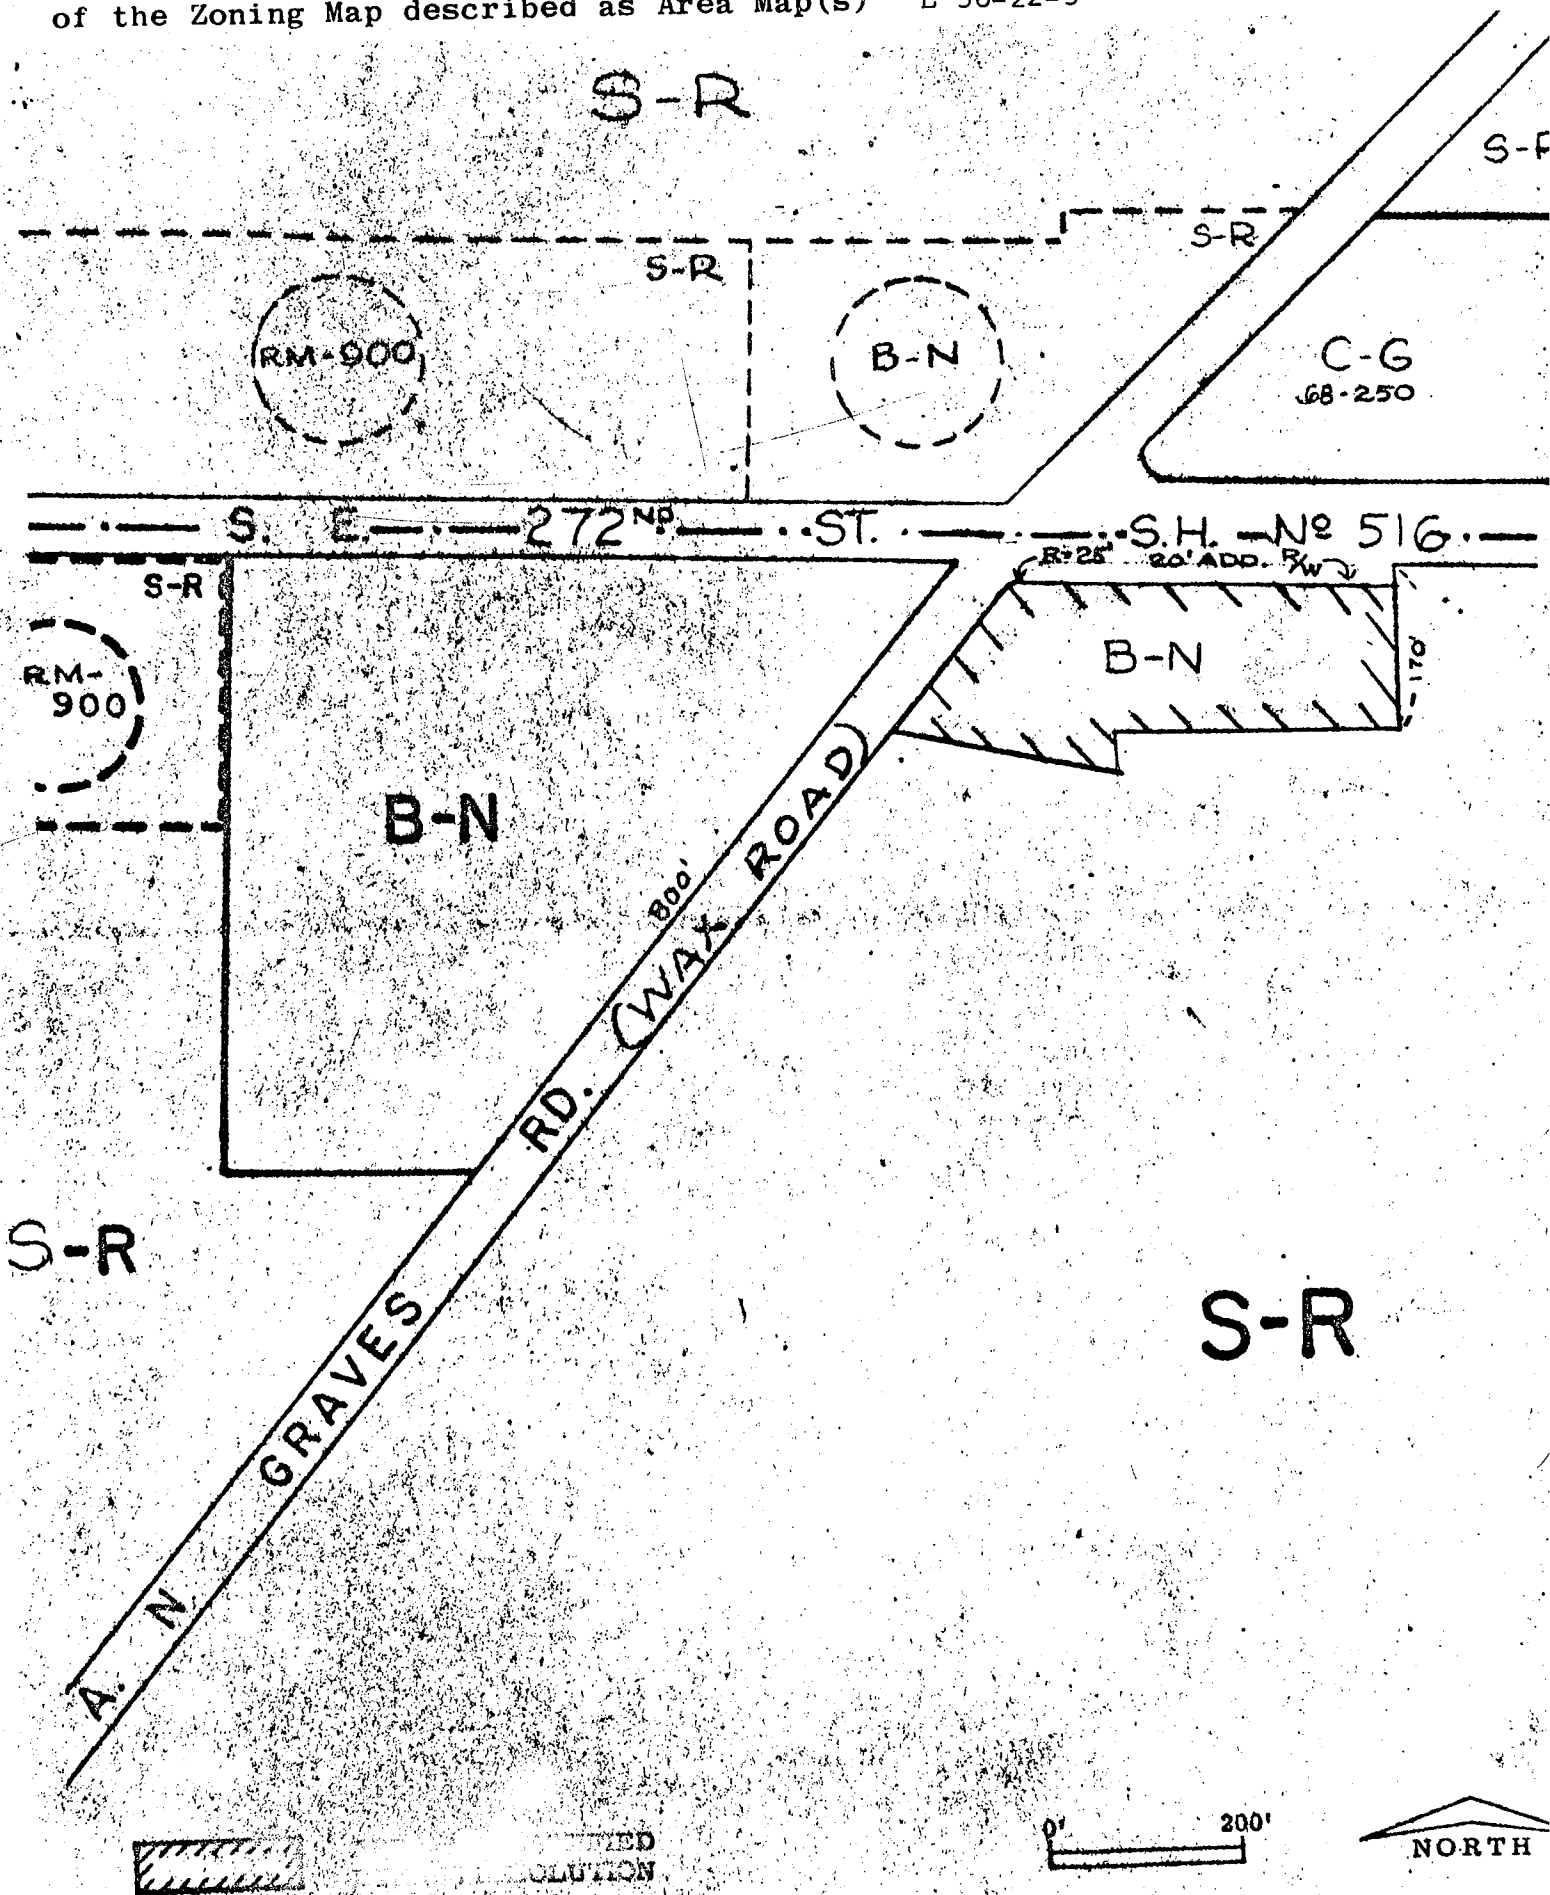 of the Zoning Map described as Area Map(s)
S-R
S-R
S-R
RM-900
B-N
C-G
68-250
S. E. 272ND ST. S.H. Nº 516
R=25' 20' ADD. R/W
S-R
RM-
900
B-N
170'
B-N
800'
A. N. GRAVES RD. (WAX ROAD)
S-R
S-R
0' 200'
NORTH